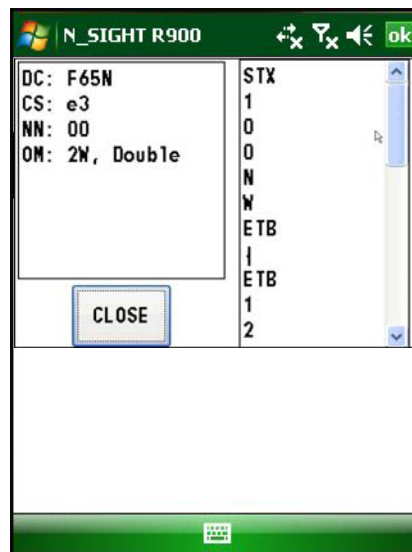 N_SIGHT R900
ok
DC: F65N
CS: e3
NN: 00
OM: 2W, Double
CLOSE
STX
1
0
0
N
W
ETB
{
ETB
1
2